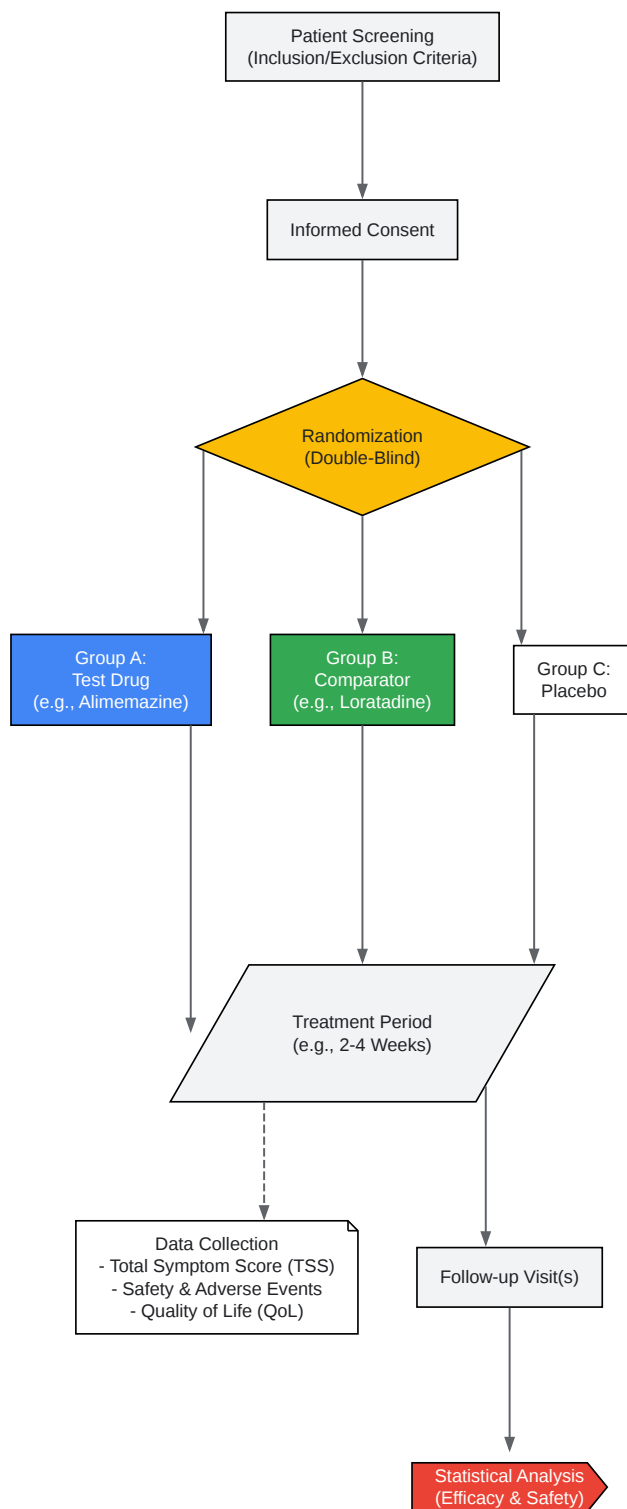 Patient Screening
(Inclusion/Exclusion Criteria)
Informed Consent
Randomization
(Double-Blind)
Group A:
Test Drug
(e.g., Alimemazine)
Group B:
Comparator
(e.g., Loratadine)
Group C:
Placebo
Treatment Period
(e.g., 2-4 Weeks)
Data Collection
- Total Symptom Score (TSS)
- Safety & Adverse Events
- Quality of Life (QoL)
Follow-up Visit(s)
Statistical Analysis
(Efficacy & Safety)